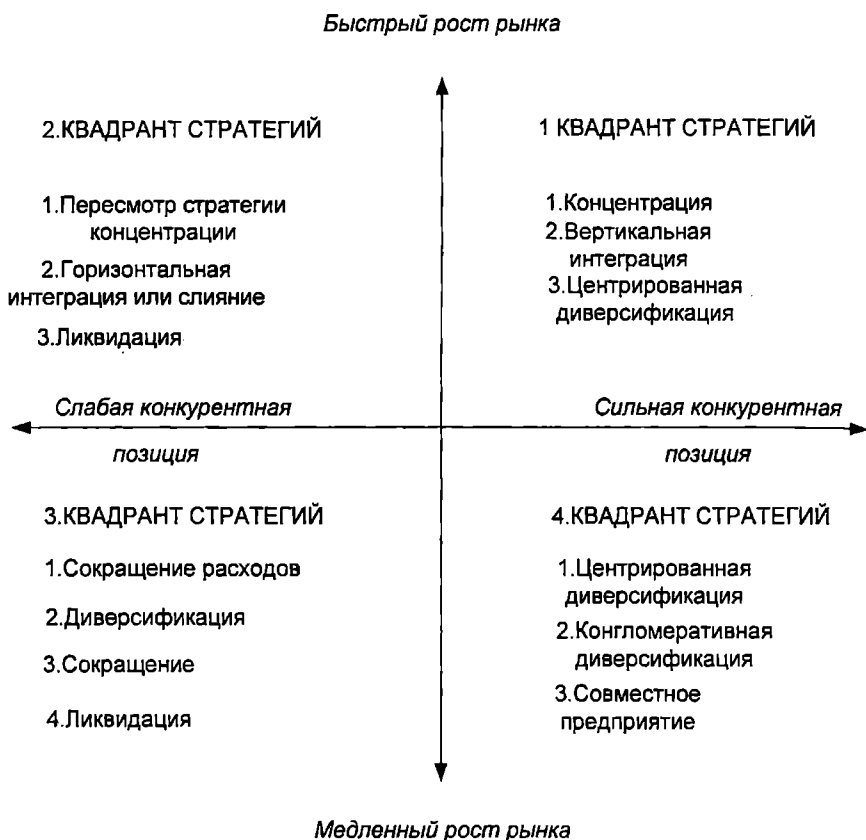 Быстрый рост рынка
2.КВАДРАНТ СТРАТЕГИЙ
1.Пересмотр стратегии
концентрации
2.Горизонтальная
интеграция или слияние
3.Ликвидация
1 КВАДРАНТ СТРАТЕГИЙ
1.Концентрация
2.Вертикальная
интеграция
3.Центрированная
диверсификация
Слабая конкурентная
позиция
Сильная конкурентная
позиция
3.КВАДРАНТ СТРАТЕГИЙ
1.Сокращение расходов
2.Диверсификация
3.Сокращение
4.Ликвидация
4.КВАДРАНТ СТРАТЕГИЙ
1.Центрированная
диверсификация
2.Конгломеративная
диверсификация
3.Совместное
предприятие
Медленный рост рынка